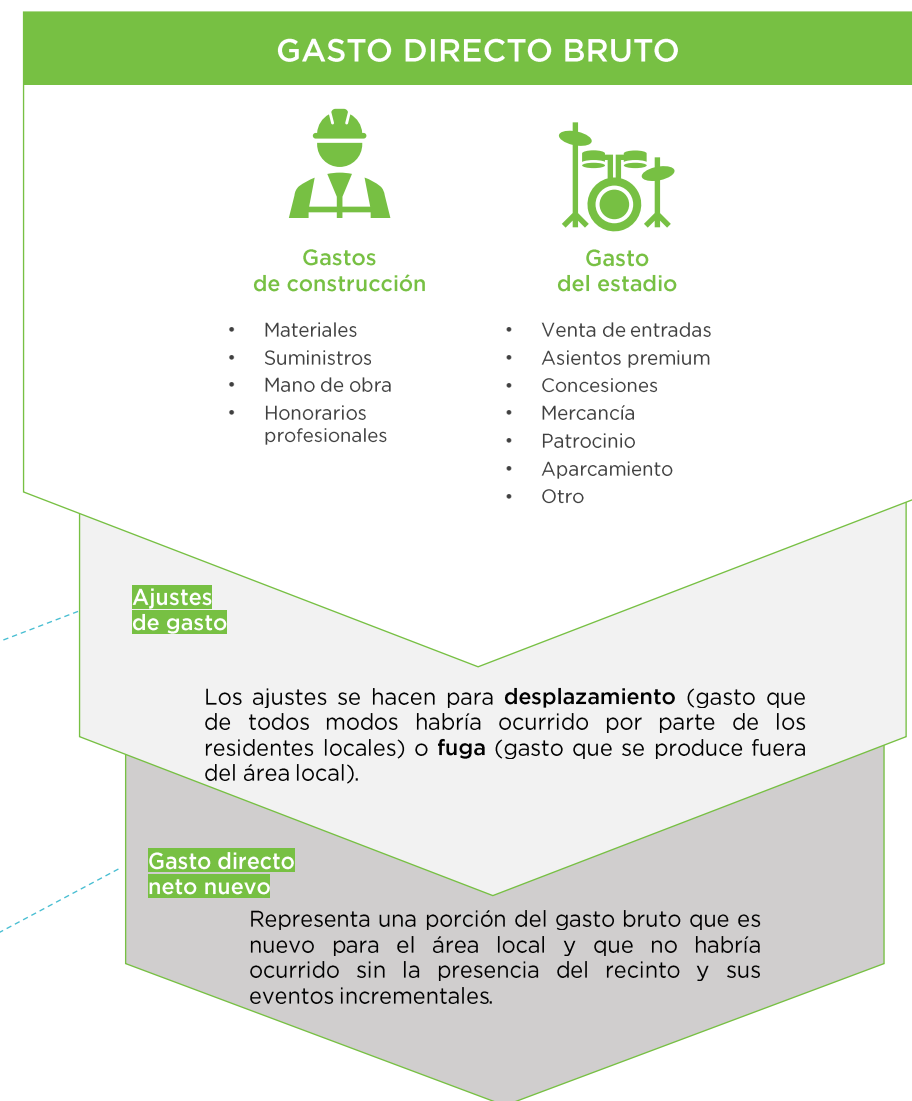 GASTO DIRECTO BRUTO
Gastos
de construcción
• Materiales
• Suministros
• Mano de obra
• Honorarios
profesionales
Gasto
del estadio
• Venta de entradas
• Asientos premium
• Concesiones
• Mercancía
• Patrocinio
• Aparcamiento
• Otro
Ajustes
de gasto
Los ajustes se hacen para desplazamiento (gasto que
de todos modos habría ocurrido por parte de los
residentes locales) o fuga (gasto que se produce fuera
del área local).
Gasto directo
neto nuevo
Representa una porción del gasto bruto que es
nuevo para el área local y que no habría
ocurrido sin la presencia del recinto y sus
eventos incrementales.